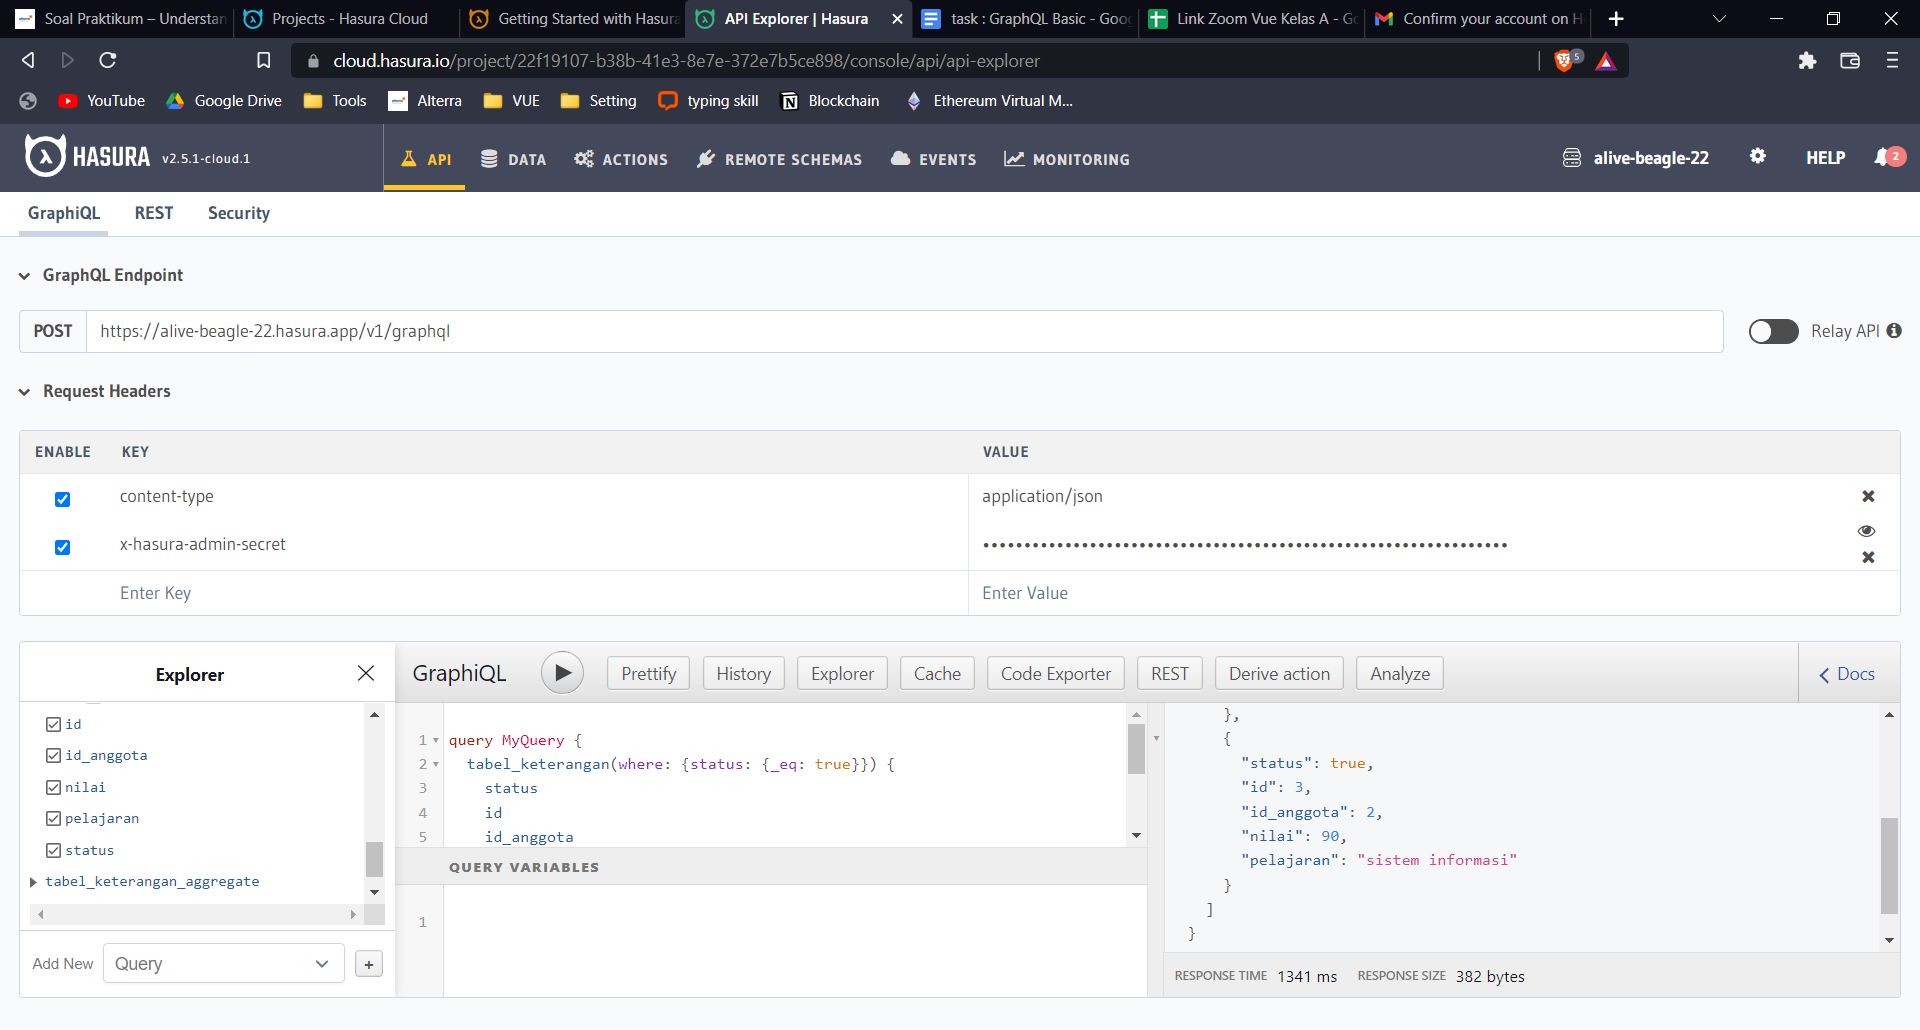 Soal Praktikum – Understan
Projects - Hasura Cloud
Getting Started with Hasura
API Explorer | Hasura
task : GraphQL Basic - Goo
Link Zoom Vue Kelas A - Go
Confirm your account on H
cloud.hasura.io/project/22f19107-b38b-41e3-8e7e-372e7b5ce898/console/api/api-explorer
5
YouTube
Google Drive
Tools
Alterra
VUE
Setting
typing skill
Blockchain
Ethereum Virtual M...
HASURA v2.5.1-cloud.1
API
DATA
ACTIONS
REMOTE SCHEMAS
EVENTS
MONITORING
alive-beagle-22
HELP
2
GraphiQL
REST
Security
GraphQL Endpoint
POST
https://alive-beagle-22.hasura.app/v1/graphql
Relay API
Request Headers
ENABLE KEY VALUE
content-type application/json
x-hasura-admin-secret
Enter Key Enter Value
Explorer
id
id_anggota
nilai
pelajaran
status
tabel_keterangan_aggregate
Add New Query +
GraphiQL
Prettify
History
Explorer
Cache
Code Exporter
REST
Derive action
Analyze
Docs
1 query MyQuery {
2 tabel_keterangan(where: {status: {_eq: true}}) {
3 status
4 id
5 id_anggota
QUERY VARIABLES
1
},
{
"status": true,
"id": 3,
"id_anggota": 2,
"nilai": 90,
"pelajaran": "sistem informasi"
}
]
}
RESPONSE TIME 1341 ms RESPONSE SIZE 382 bytes